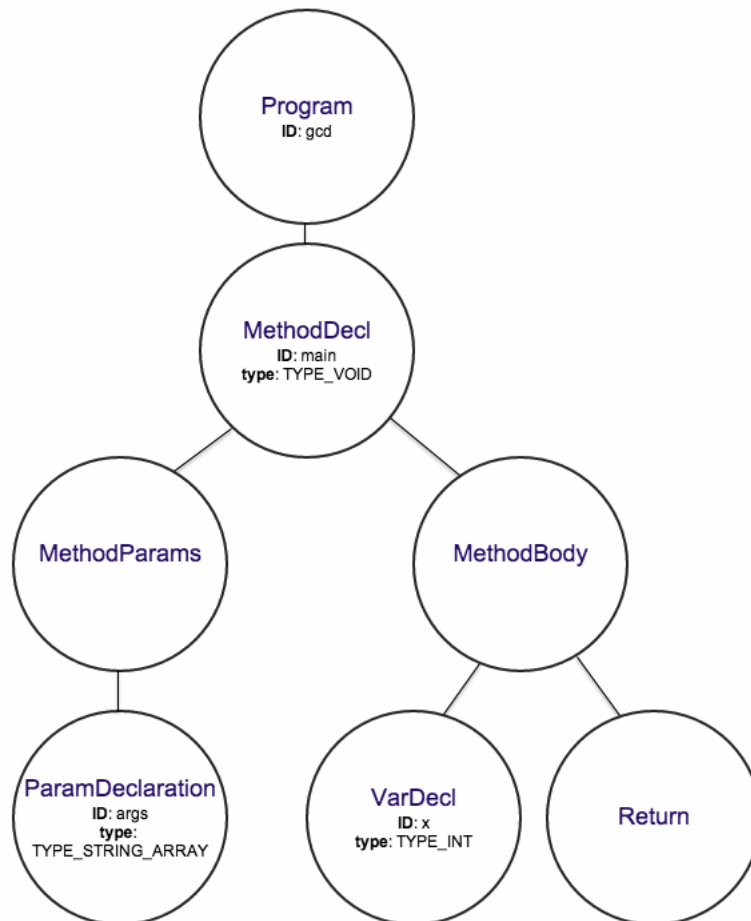 Program
ID: gcd
MethodDecl
ID: main
type: TYPE_VOID
MethodParams
MethodBody
ParamDeclaration
ID: args
type:
TYPE_STRING_ARRAY
VarDecl
ID: x
type: TYPE_INT
Return